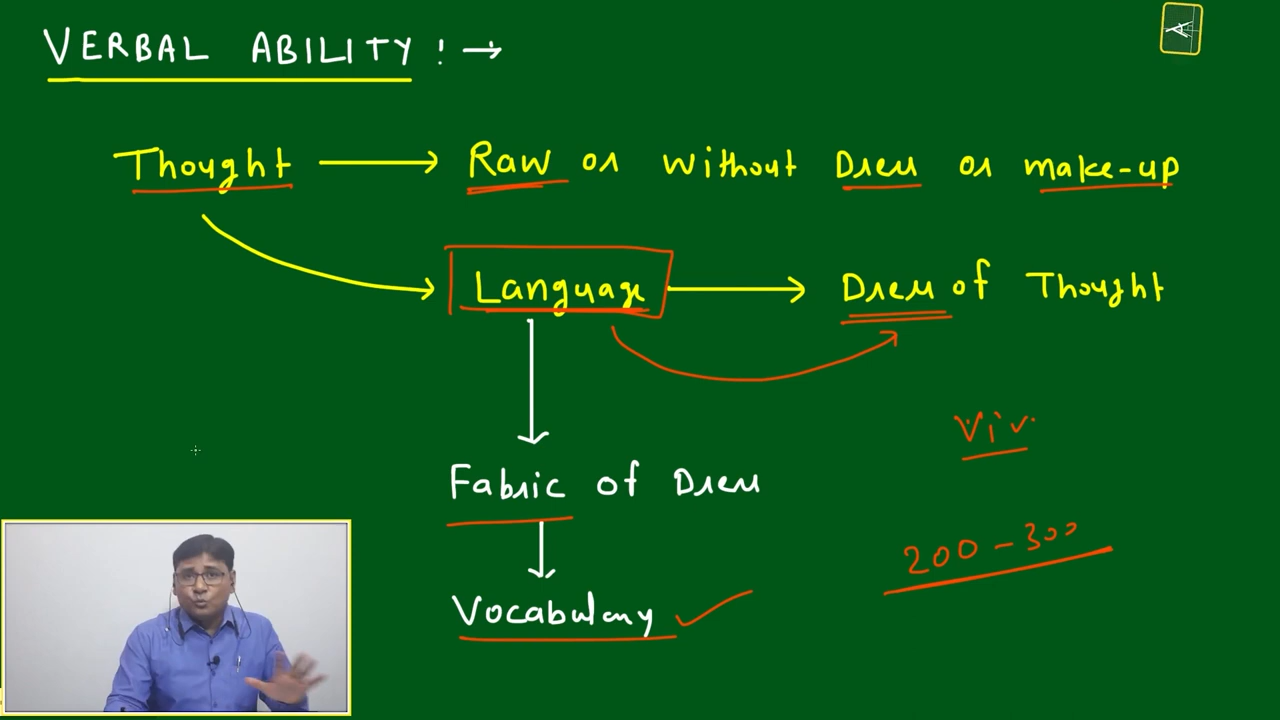 VERBAL ABILITY : →
Thought → Raw or without Dress or make-up
Language → Dress of Thought
Fabric of Dress
Vocabulary ✓
200 - 300